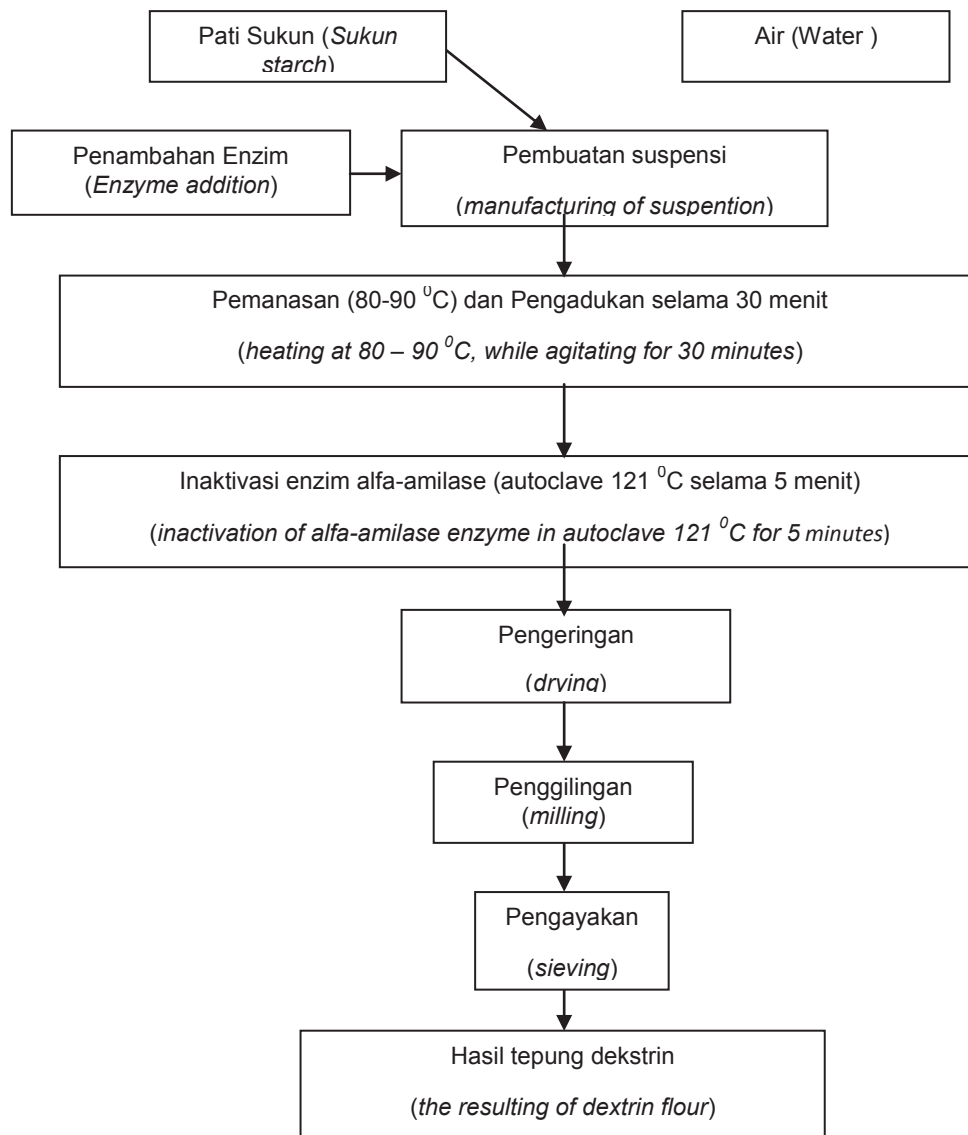 Pati Sukun (Sukun
starch)
Air (Water )
Penambahan Enzim
(Enzyme addition)
Pembuatan suspensi
(manufacturing of suspention)
Pemanasan (80-90 ⁰C) dan Pengadukan selama 30 menit
(heating at 80 – 90 ⁰C, while agitating for 30 minutes)
Inaktivasi enzim alfa-amilase (autoclave 121 ⁰C selama 5 menit)
(inactivation of alfa-amilase enzyme in autoclave 121 ⁰C for 5 minutes)
Pengeringan
(drying)
Penggilingan
(milling)
Pengayakan
(sieving)
Hasil tepung dekstrin
(the resulting of dextrin flour)